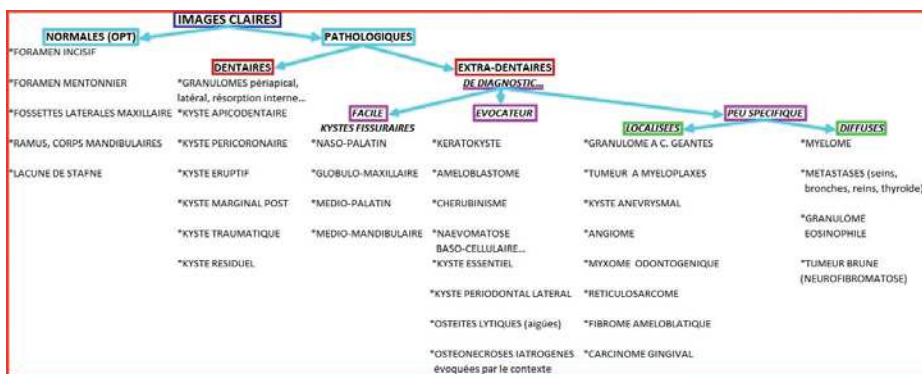 IMAGES CLAIRES
NORMALES (OPT)
PATHOLOGIQUES
*FORAMEN INCISIF
*FORAMEN MENTONNIER
*FOSSETTES LATERALES MAXILLAIRE
*RAMUS, CORPS MANDIBULAIRES
*LACUNE DE STAFNE
DENTAIRES
*GRANULOMES périapical,
latéral, résorption interne...
*KYSTE APICODENTAIRE
*KYSTE PERICORONAIRE
*KYSTE ERUPTIF
*KYSTE MARGINAL POST
*KYSTE TRAUMATIQUE
*KYSTE RESIDUEL
EXTRA-DENTAIRES
DE DIAGNOSTIC...
FACILE
KYSTES FISSURAIRES
*NASO-PALATIN
*GLOBULO-MAXILLAIRE
*MEDIO-PALATIN
*MEDIO-MANDIBULAIRE
EVOCATEUR
*KERATOKYSTE
*AMELOBLASTOME
*CHERUBINISME
*NAEVOMATOSE
BASO-CELLULAIRE...
*KYSTE ESSENTIEL
*KYSTE PERIODONTAL LATERAL
*OSTEITES LYTIQUES (aigües)
*OSTEONECROSES IATROGENES
évoquées par le contexte
PEU SPECIFIQUE
LOCALISEES
*GRANULOME A C. GEANTES
*TUMEUR A MYELOPLAXES
*KYSTE ANEVRYSMAL
*ANGIOME
*MYXOME ODONTOGENIQUE
*RETICULOSARCOME
*FIBROME AMELOBLATIQUE
*CARCINOME GINGIVAL
DIFFUSES
*MYELOME
*METASTASES (seins,
bronches, reins, thyroïde)
*GRANULOME
EOSINOPHILE
*TUMEUR BRUNE
(NEUROFIBROMATOSE)